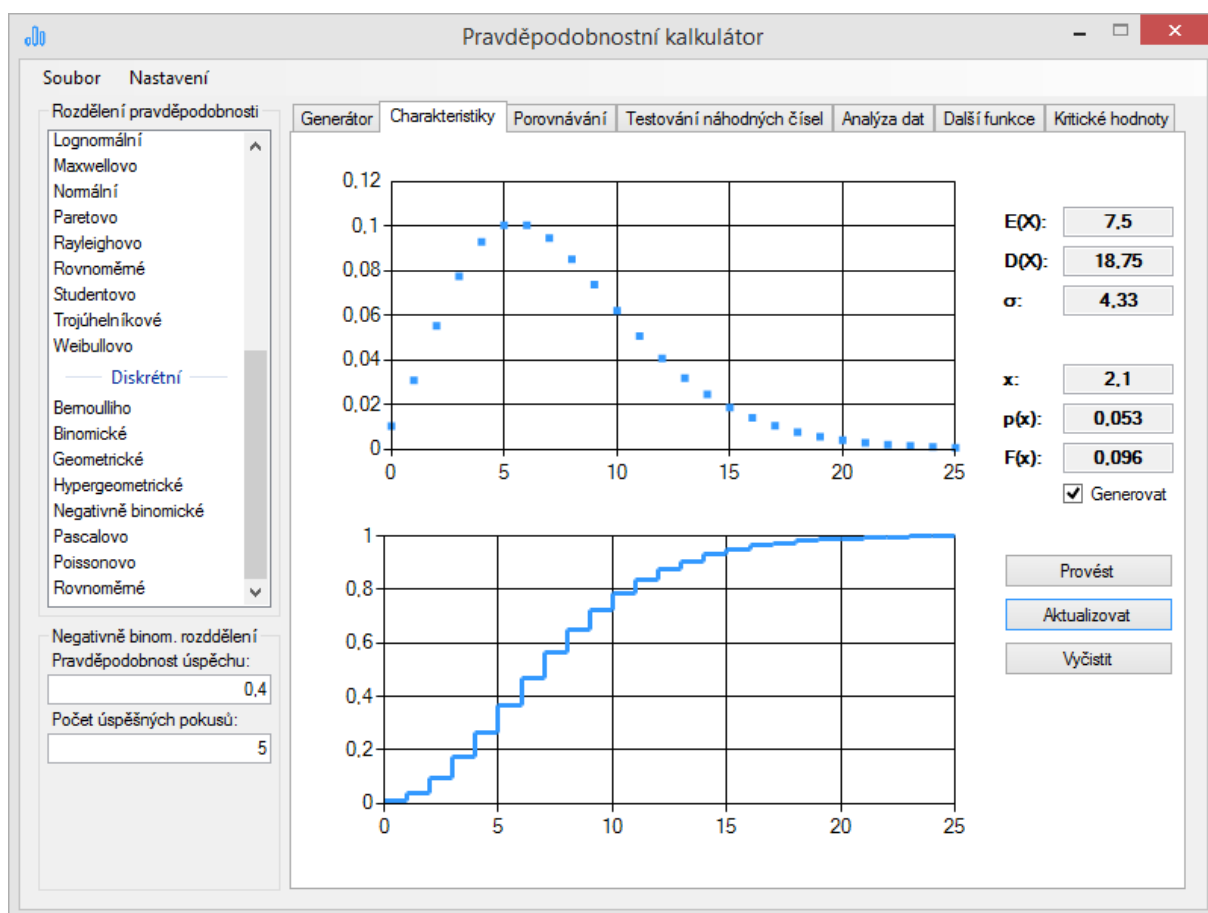 Pravděpodobnostní kalkulátor
Soubor Nastavení
Rozdělení pravděpodobnosti
Lognormální
Maxwellovo
Normální
Paretovo
Rayleighovo
Rovnoměrné
Studentovo
Trojúhelníkové
Weibullovo
Diskrétní
Bernoulliho
Binomické
Geometrické
Hypergeometrické
Negativně binomické
Pascalovo
Poissonovo
Rovnoměrné
Negativně binom. rozddělení
Pravděpodobnost úspěchu:
0,4
Počet úspěšných pokusů:
5
Generátor Charakteristiky Porovnávání Testování náhodných čísel Analýza dat Další funkce Kritické hodnoty
0,12
0,1
0,08
0,06
0,04
0,02
0
0 5 10 15 20 25
1
0,8
0,6
0,4
0,2
0
0 5 10 15 20 25
E(X): 7,5
D(X): 18,75
σ: 4,33
x: 2,1
p(x): 0,053
F(x): 0,096
Generovat
Provést
Aktualizovat
Vyčistit